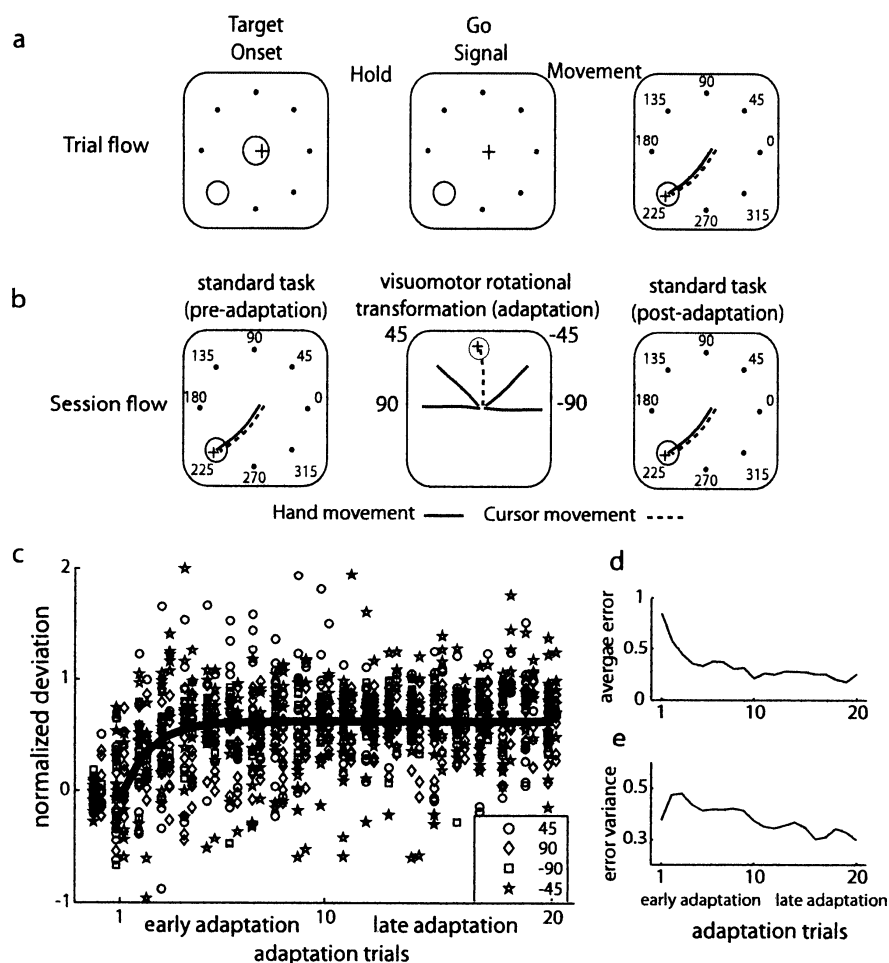 a
Target
Onset
Go
Signal
Hold
Movement
Trial flow
90
135
45
180
0
225
270
315
b
standard task
(pre-adaptation)
visuomotor rotational
transformation (adaptation)
standard task
(post-adaptation)
Session flow
90
135
45
180
0
225
270
315
45
-45
90
-90
90
135
45
180
0
225
270
315
Hand movement
Cursor movement
c
normalized deviation
2
1
0
-1
45
90
-90
-45
1
10
20
early adaptation
late adaptation
adaptation trials
d
avergae error
1
0.5
0
1
10
20
e
error variance
0.5
0.3
1
10
20
early adaptation
late adaptation
adaptation trials